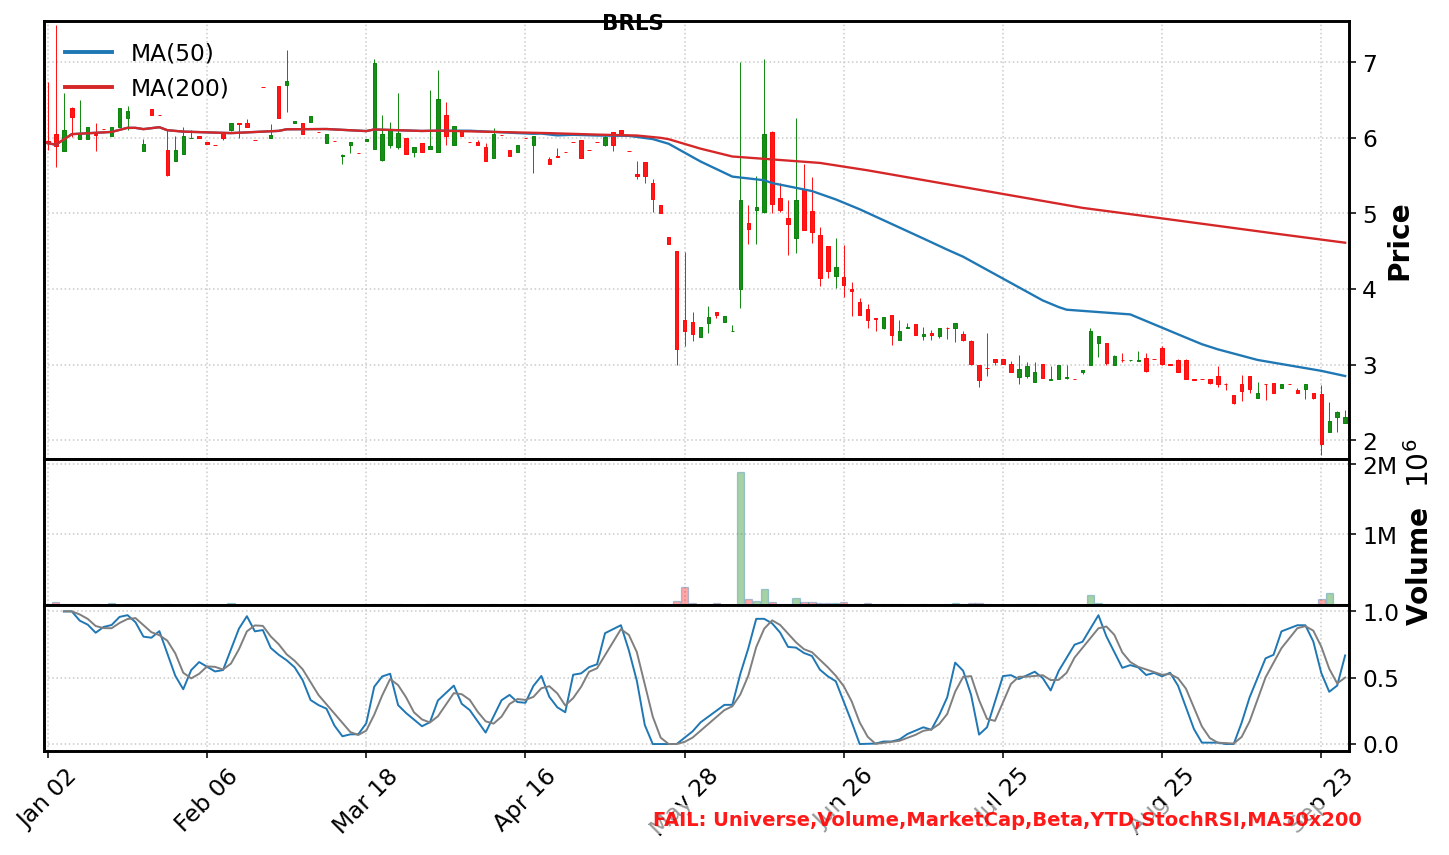 BRLS
MA(50)
MA(200)
7
6
5
4
3
2
Price
2M
1M
Volume 10^6
1.0
0.5
0.0
Jan 02
Feb 06
Mar 18
Apr 16
May 28
Jun 26
Jul 25
Aug 25
Sep 23
FAIL: Universe,Volume,MarketCap,Beta,YTD,StochRSI,MA50x200